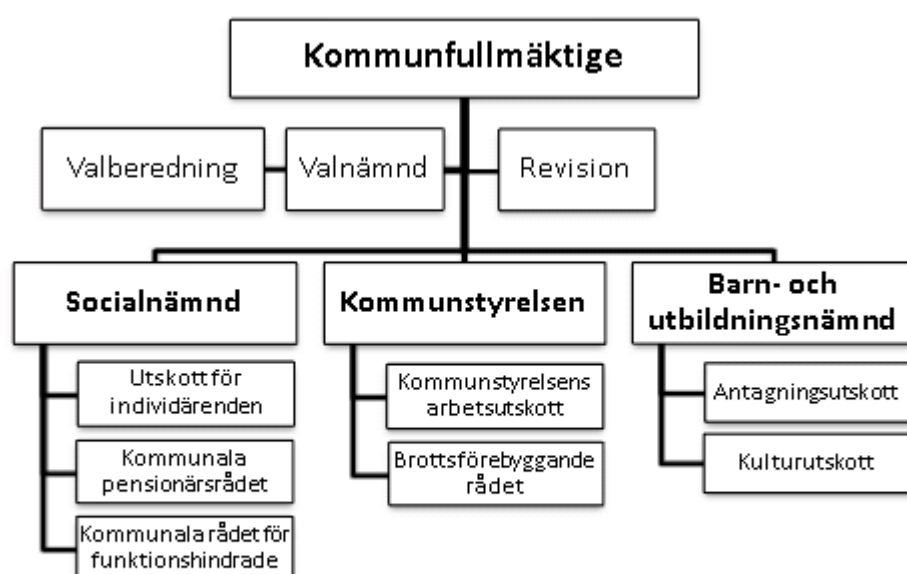 Kommunfullmäktige
Valberedning
Valnämnd
Revision
Socialnämnd
Utskott för
individärenden
Kommunala
pensionärsrådet
Kommunala rådet för
funktionshindrade
Kommunstyrelsen
Kommunstyrelsens
arbetsutskott
Brottsförebyggande
rådet
Barn- och
utbildningsnämnd
Antagningsutskott
Kulturutskott